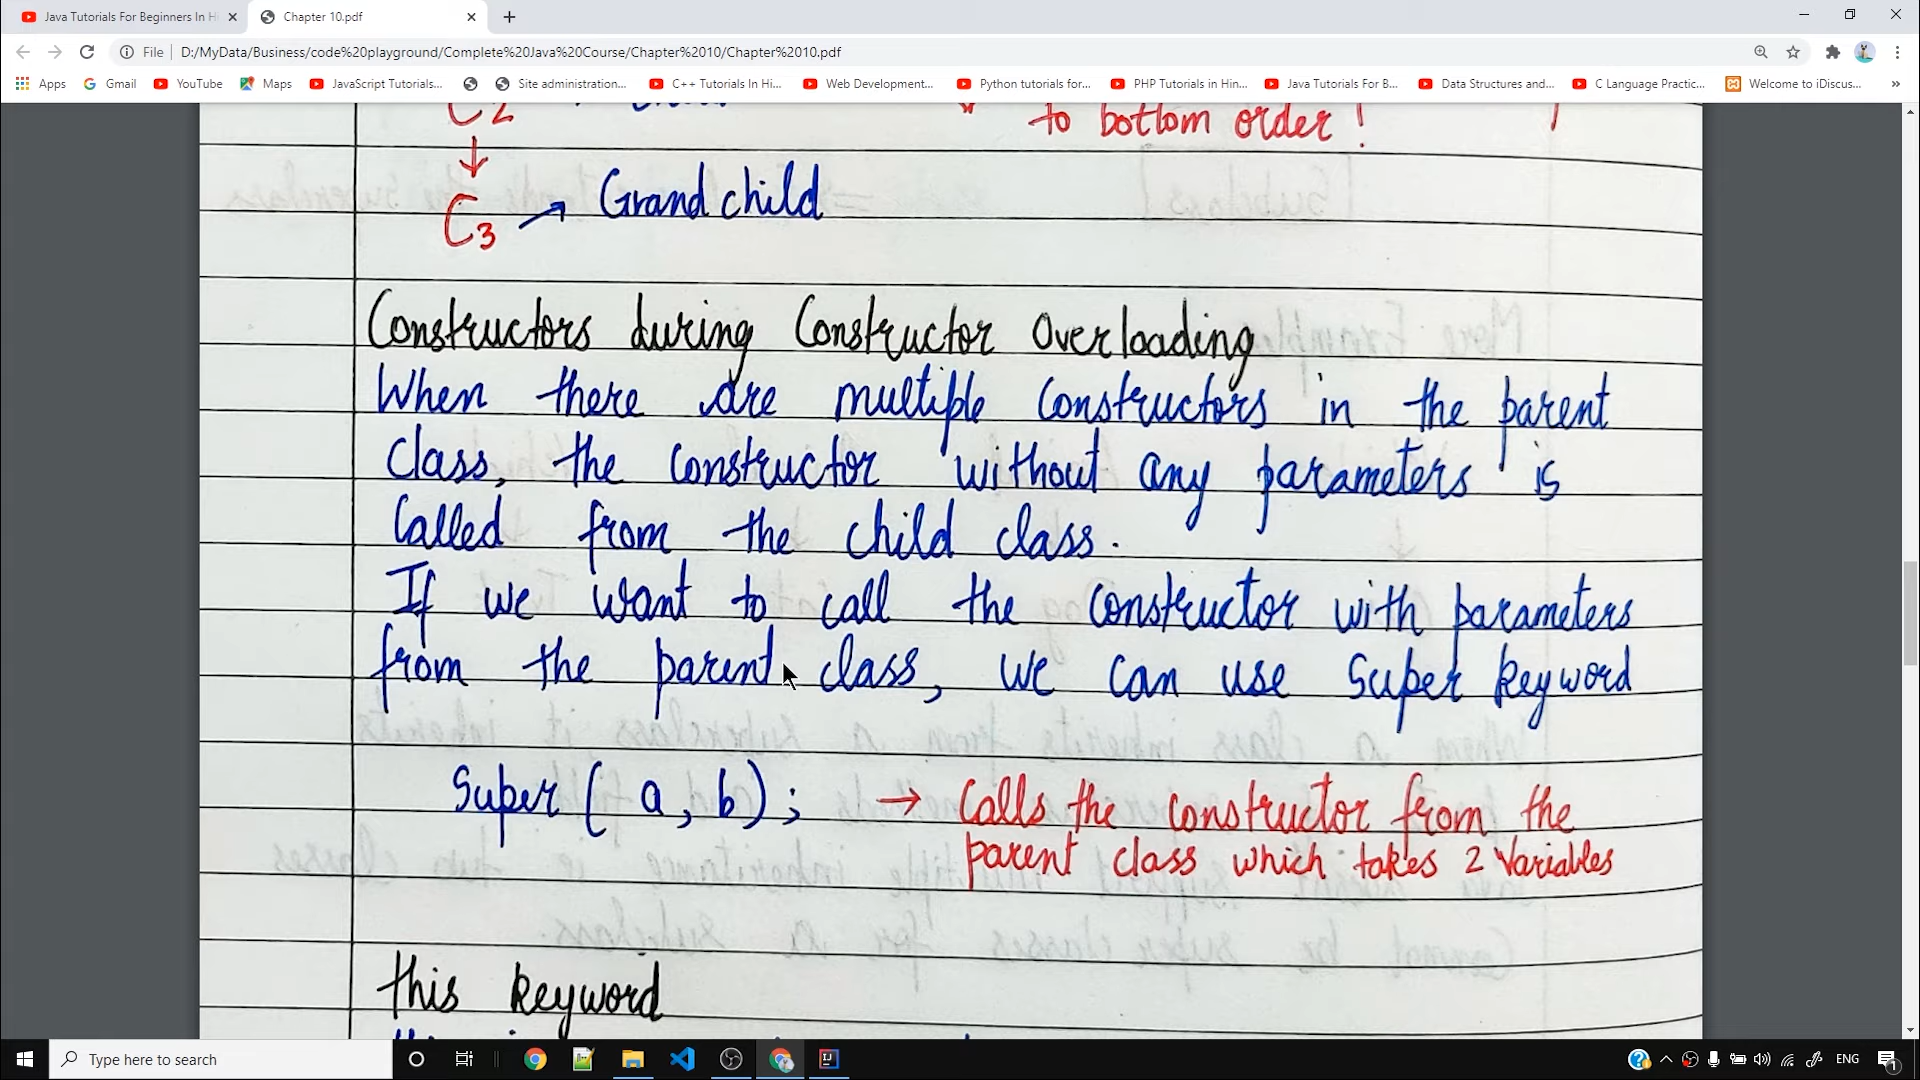 Java Tutorials For Beginners In Hi
Chapter 10.pdf
File
D:/MyData/Business/code%20playground/Complete%20Java%20Course/Chapter%2010/Chapter%2010.pdf
Apps
Gmail
YouTube
Maps
JavaScript Tutorials...
Site administration...
C++ Tutorials In Hi...
Web Development...
Python tutorials for...
PHP Tutorials in Hin...
Java Tutorials For B...
Data Structures and...
C Language Practic...
Welcome to iDiscus...
C2
to bottom order !
C3 → Grand child
Constructors during Constructor Overloading
When there are multiple constructors in the parent
class, the constructor without any parameters is
called from the child class.
If we want to call the constructor with parameters
from the parent class, we can use super keyword
Super ( a , b ) ; → Calls the constructor from the
parent class which takes 2 variables
this keyword
Type here to search
ENG
1